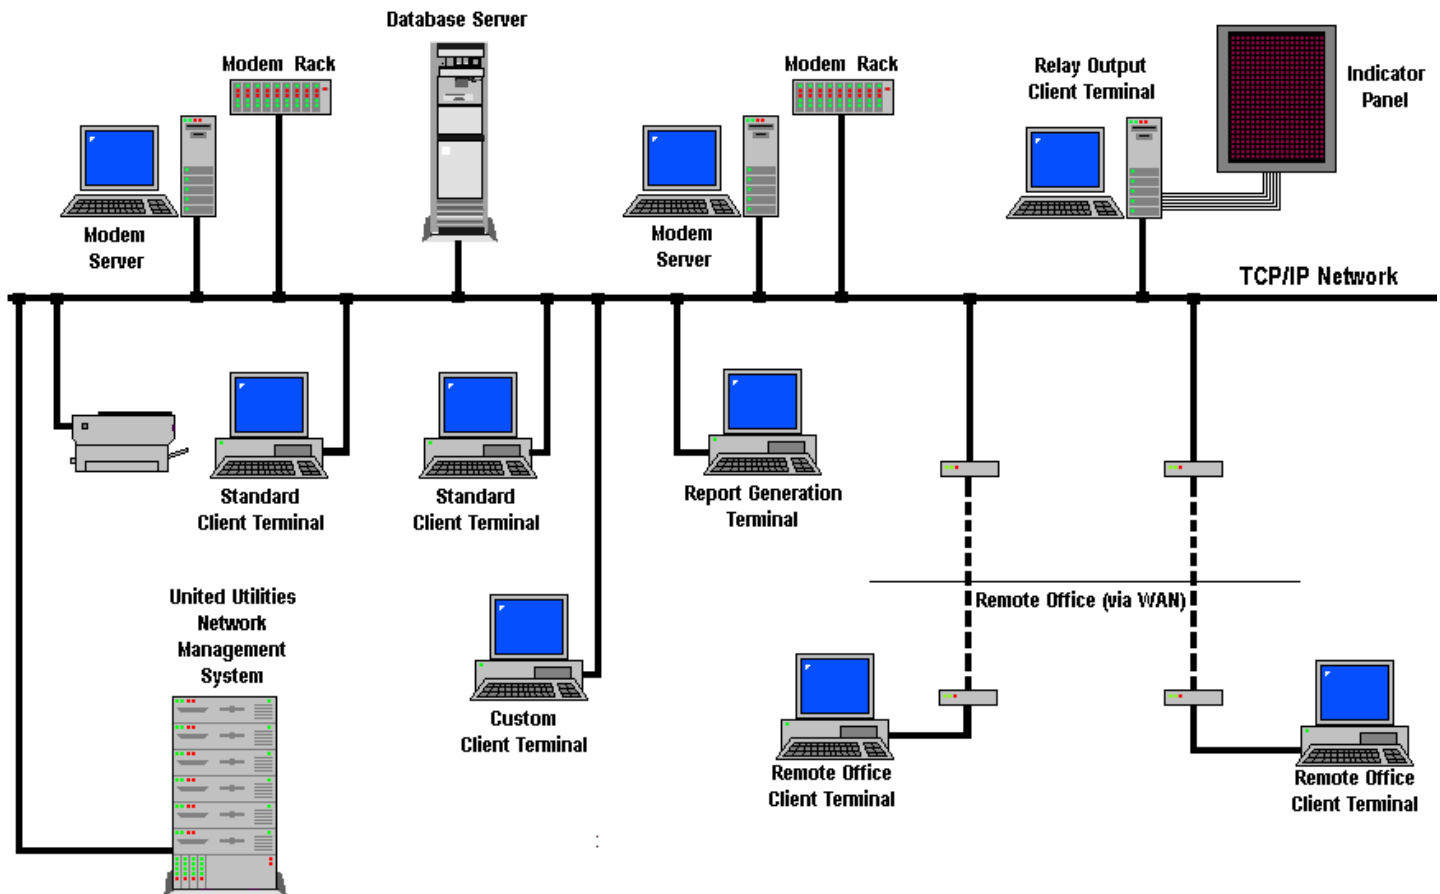 Database Server
Modem Rack
Modem Rack
Relay Output
Client Terminal
Indicator
Panel
Modem
Server
Modem
Server
TCP/IP Network
Standard
Client Terminal
Standard
Client Terminal
Report Generation
Terminal
United Utilities
Network
Management
System
Remote Office (via WAN)
Custom
Client Terminal
Remote Office
Client Terminal
Remote Office
Client Terminal
: